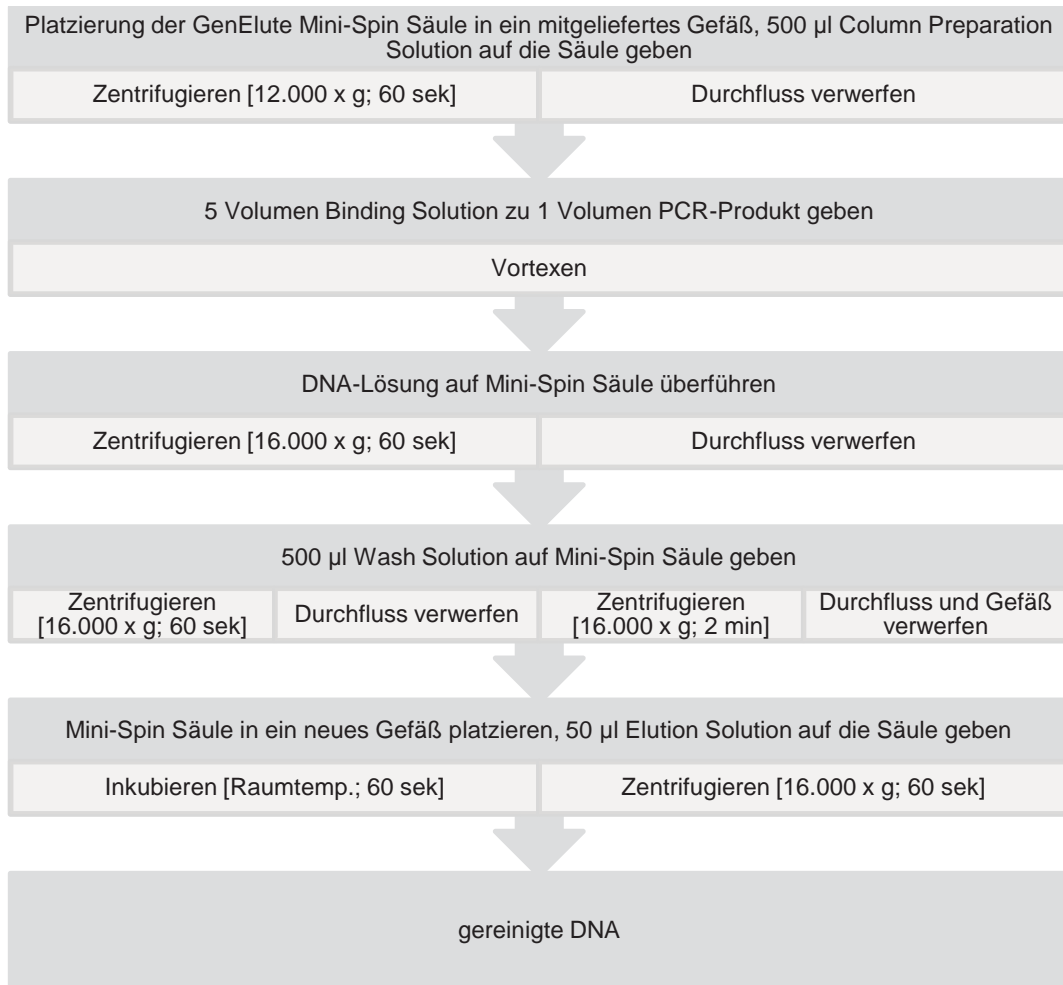 Platzierung der GenElute Mini-Spin Säule in ein mitgeliefertes Gefäß, 500 µl Column Preparation
Solution auf die Säule geben
Zentrifugieren [12.000 x g; 60 sek]
Durchfluss verwerfen
5 Volumen Binding Solution zu 1 Volumen PCR-Produkt geben
Vortexen
DNA-Lösung auf Mini-Spin Säule überführen
Zentrifugieren [16.000 x g; 60 sek]
Durchfluss verwerfen
500 µl Wash Solution auf Mini-Spin Säule geben
Zentrifugieren
[16.000 x g; 60 sek]
Durchfluss verwerfen
Zentrifugieren
[16.000 x g; 2 min]
Durchfluss und Gefäß
verwerfen
Mini-Spin Säule in ein neues Gefäß platzieren, 50 µl Elution Solution auf die Säule geben
Inkubieren [Raumtemp.; 60 sek]
Zentrifugieren [16.000 x g; 60 sek]
gereinigte DNA